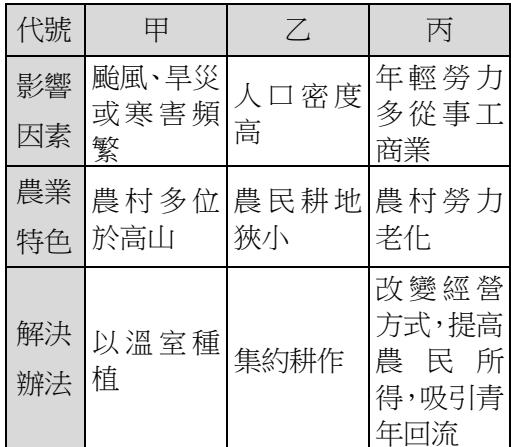 代號 甲 乙 丙
影響
因素
颱風、旱災
或寒害頻
繁
人口密度
高
年輕勞力
多從事工
商業
農業
特色
農村多位
於高山
農民耕地
狹小
農村勞力
老化
解決
辦法
以溫室種
植
集約耕作
改變經營
方式，提高
農民所
得，吸引青
年回流